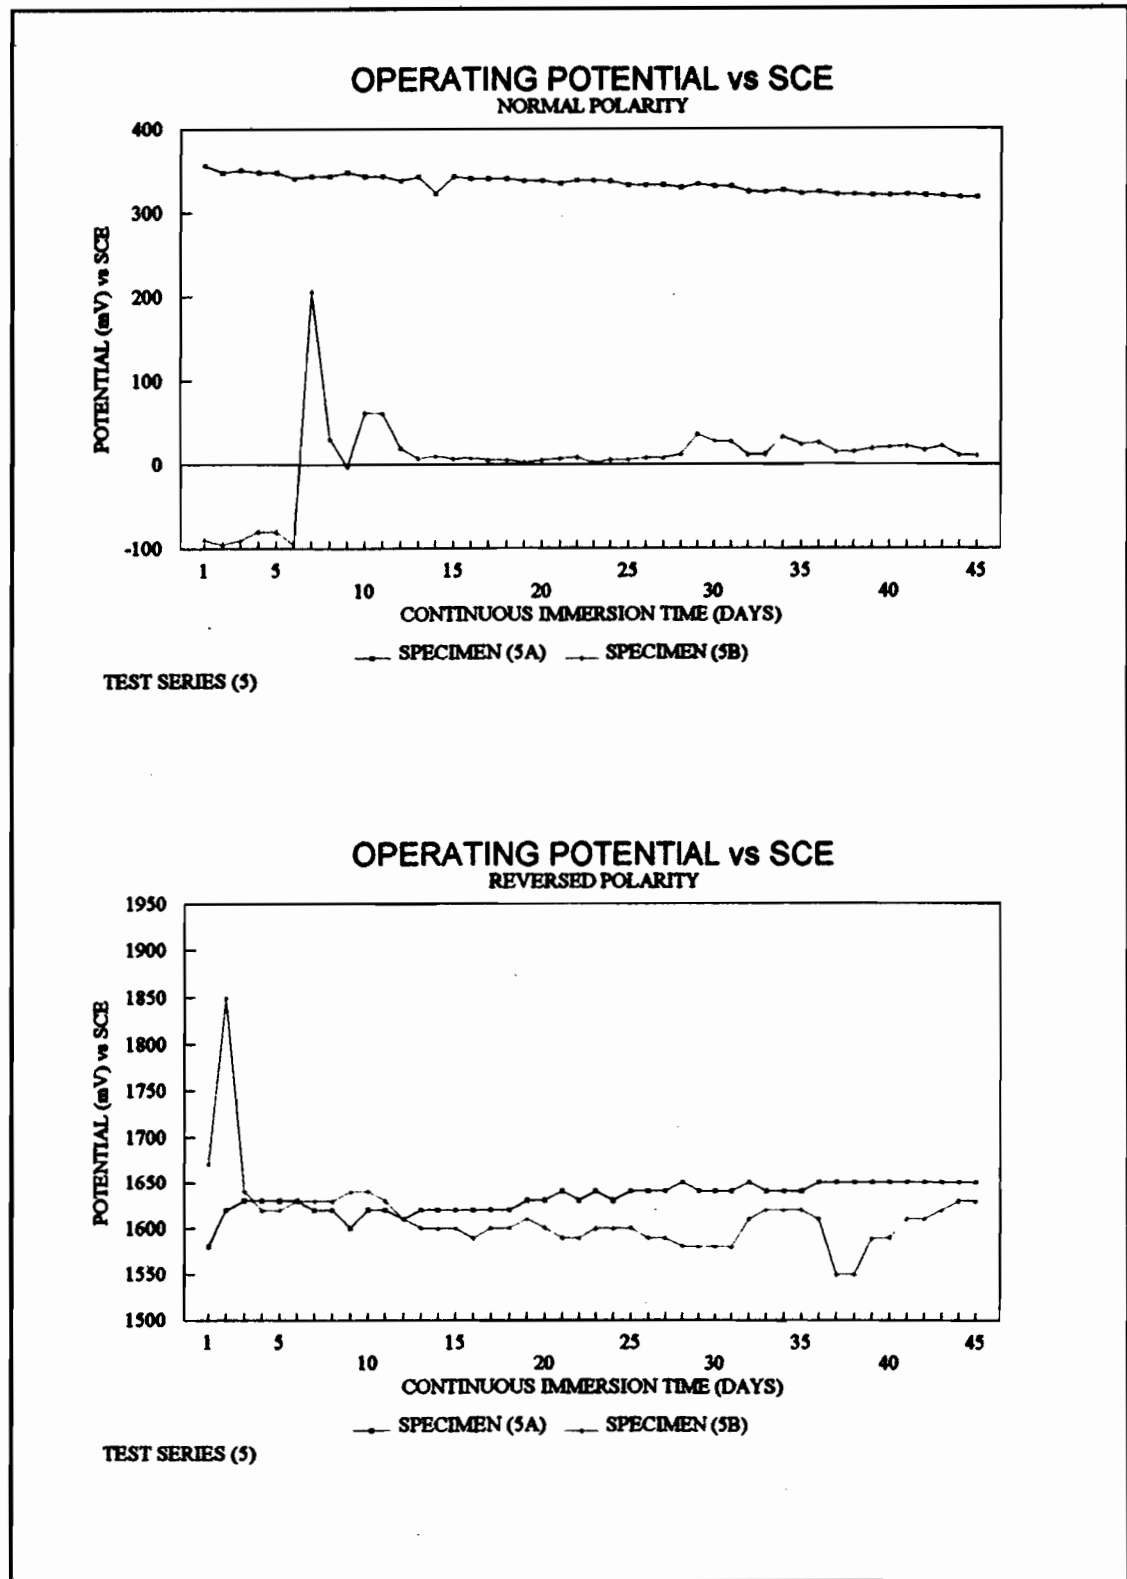 OPERATING POTENTIAL vs SCE
NORMAL POLARITY
400
300
200
100
0
-100
POTENTIAL (mV) vs SCE
1 5 15 25 35 45
10 20 30 40
CONTINUOUS IMMERSION TIME (DAYS)
SPECIMEN (5A) SPECIMEN (5B)
TEST SERIES (5)
OPERATING POTENTIAL vs SCE
REVERSED POLARITY
1950
1900
1850
1800
1750
1700
1650
1600
1550
1500
POTENTIAL (mV) vs SCE
1 5 15 25 35 45
10 20 30 40
CONTINUOUS IMMERSION TIME (DAYS)
SPECIMEN (5A) SPECIMEN (5B)
TEST SERIES (5)